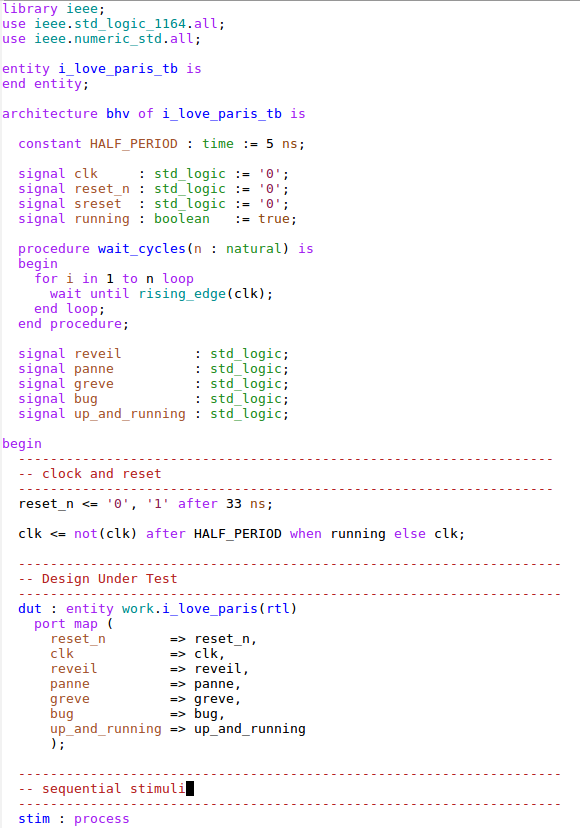 library ieee;
use ieee.std_logic_1164.all;
use ieee.numeric_std.all;

entity i_love_paris_tb is
end entity;

architecture bhv of i_love_paris_tb is

  constant HALF_PERIOD : time := 5 ns;

  signal clk     : std_logic := '0';
  signal reset_n : std_logic := '0';
  signal sreset  : std_logic := '0';
  signal running : boolean   := true;

  procedure wait_cycles(n : natural) is
  begin
    for i in 1 to n loop
      wait until rising_edge(clk);
    end loop;
  end procedure;

  signal reveil         : std_logic;
  signal panne          : std_logic;
  signal greve          : std_logic;
  signal bug            : std_logic;
  signal up_and_running : std_logic;

begin
  -------------------------------------------------------------------
  -- clock and reset
  -------------------------------------------------------------------
  reset_n <= '0', '1' after 33 ns;

  clk <= not(clk) after HALF_PERIOD when running else clk;

  --------------------------------------------------------------------
  -- Design Under Test
  --------------------------------------------------------------------
  dut : entity work.i_love_paris(rtl)
    port map (
      reset_n        => reset_n,
      clk            => clk,
      reveil         => reveil,
      panne          => panne,
      greve          => greve,
      bug            => bug,
      up_and_running => up_and_running
      );

  --------------------------------------------------------------------
  -- sequential stimuli
  --------------------------------------------------------------------
  stim : process